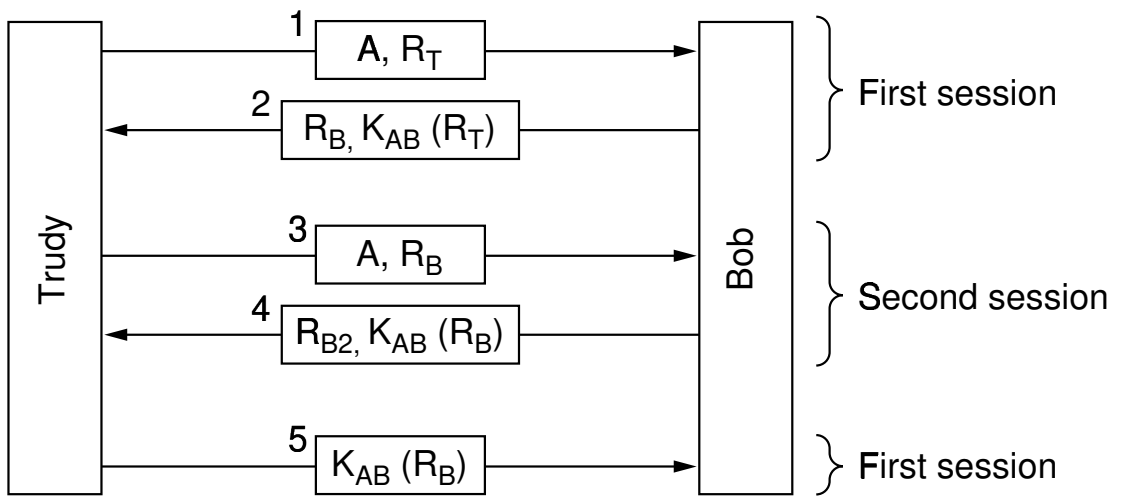 1
A, R_T
First session
2
R_B, K_AB (R_T)
Trudy
Bob
3
A, R_B
Second session
4
R_B2, K_AB (R_B)
5
K_AB (R_B)
First session